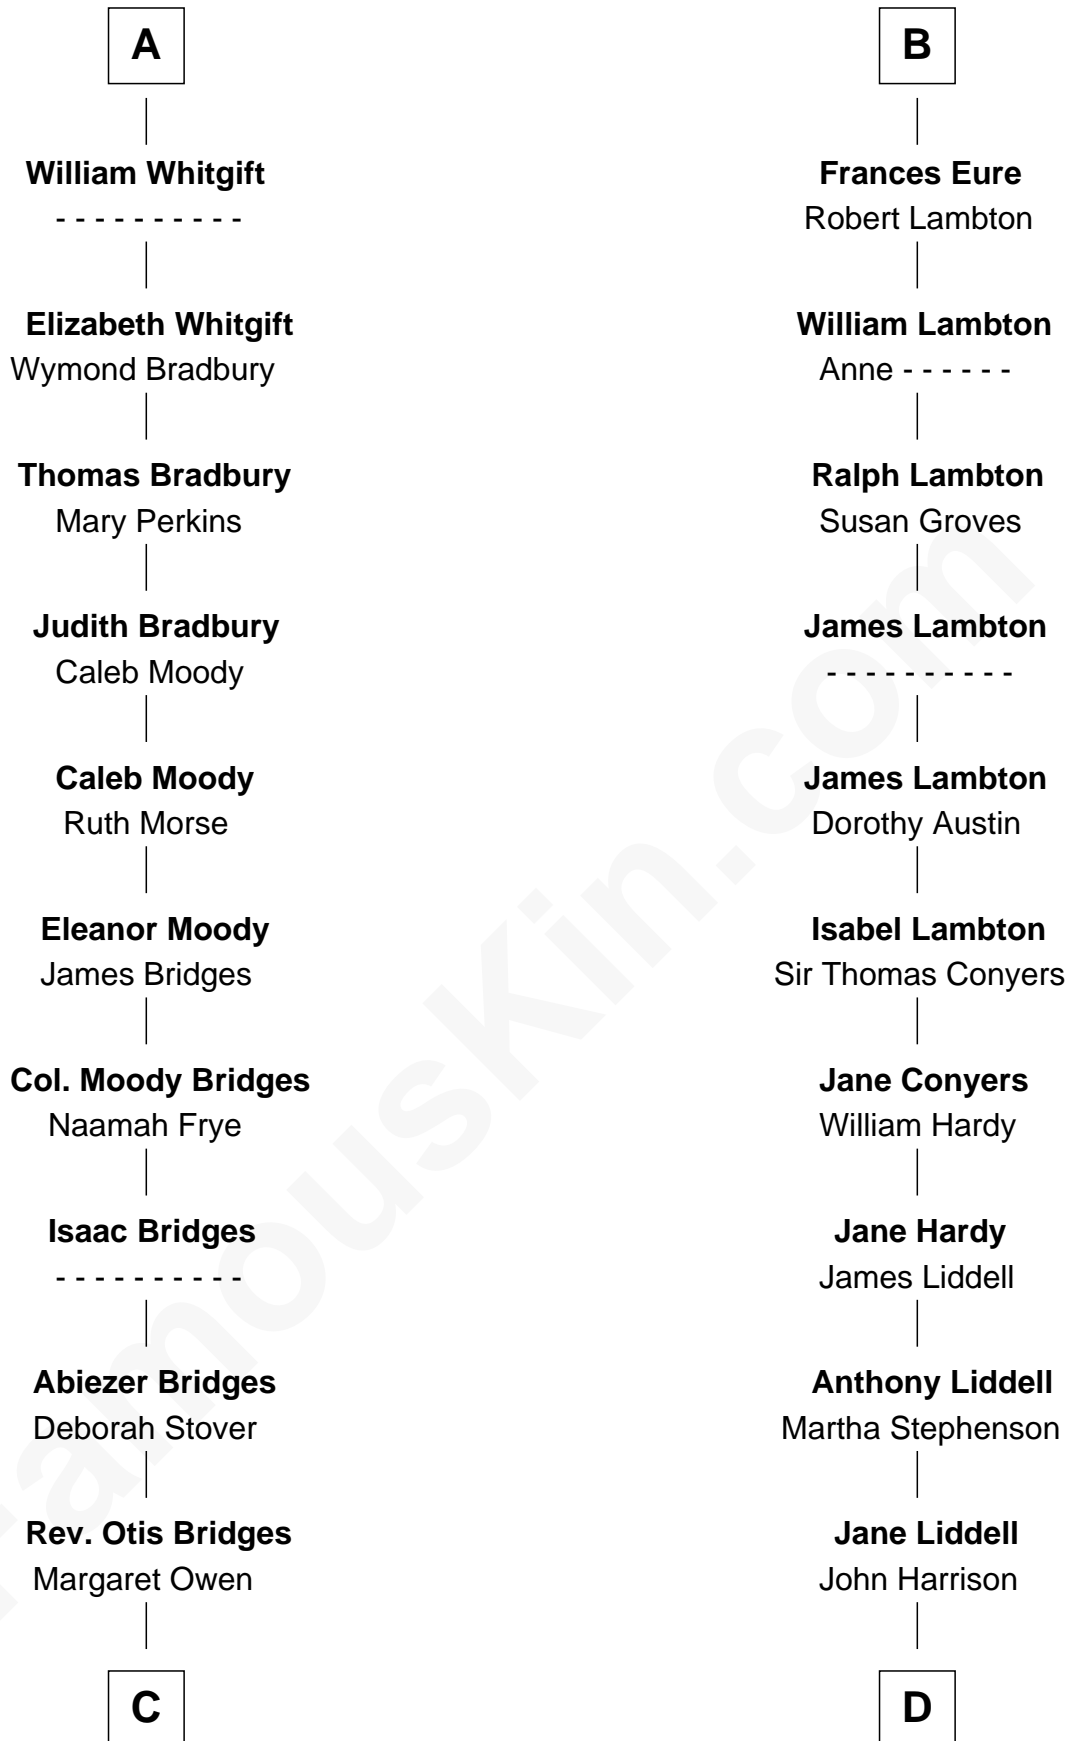 A
William Whitgift
- - - - - - - - - -
Elizabeth Whitgift
Wymond Bradbury
Thomas Bradbury
Mary Perkins
Judith Bradbury
Caleb Moody
Caleb Moody
Ruth Morse
Eleanor Moody
James Bridges
Col. Moody Bridges
Naamah Frye
Isaac Bridges
- - - - - - - - - -
Abiezer Bridges
Deborah Stover
Rev. Otis Bridges
Margaret Owen
C
B
Frances Eure
Robert Lambton
William Lambton
Anne - - - - - -
Ralph Lambton
Susan Groves
James Lambton
- - - - - - - - - -
James Lambton
Dorothy Austin
Isabel Lambton
Sir Thomas Conyers
Jane Conyers
William Hardy
Jane Hardy
James Liddell
Anthony Liddell
Martha Stephenson
Jane Liddell
John Harrison
D
FamousKin.com